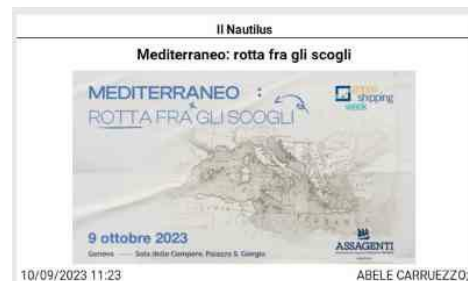 Il Nautilus
Mediterraneo: rotta fra gli scogli
MEDITERRANEO :
ROTTA FRA GLI SCOGLI
shipping
week
9 ottobre 2023
Genova Sala delle Compere, Palazzo S. Giorgio
ASSAGENTI
10/09/2023 11:23
ABELE CARRUEZZO;